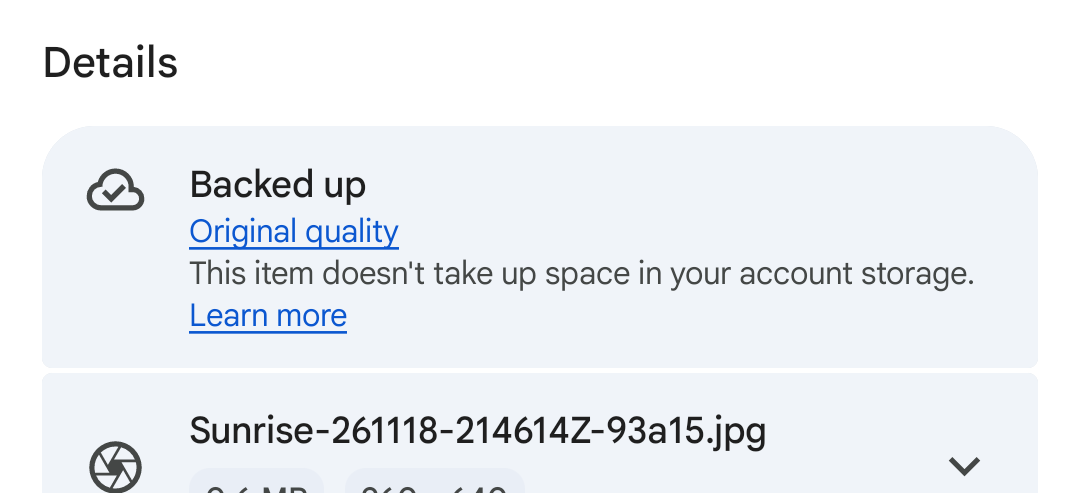 Details
Backed up
Original quality
This item doesn't take up space in your account storage.
Learn more
Sunrise-261118-214614Z-93a15.jpg